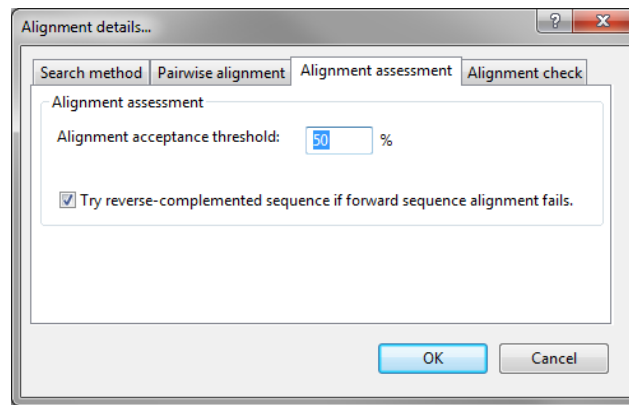 Alignment details...
?
Search method Pairwise alignment Alignment assessment Alignment check
Alignment assessment
Alignment acceptance threshold: 50 %
Try reverse-complemented sequence if forward sequence alignment fails.
OK Cancel